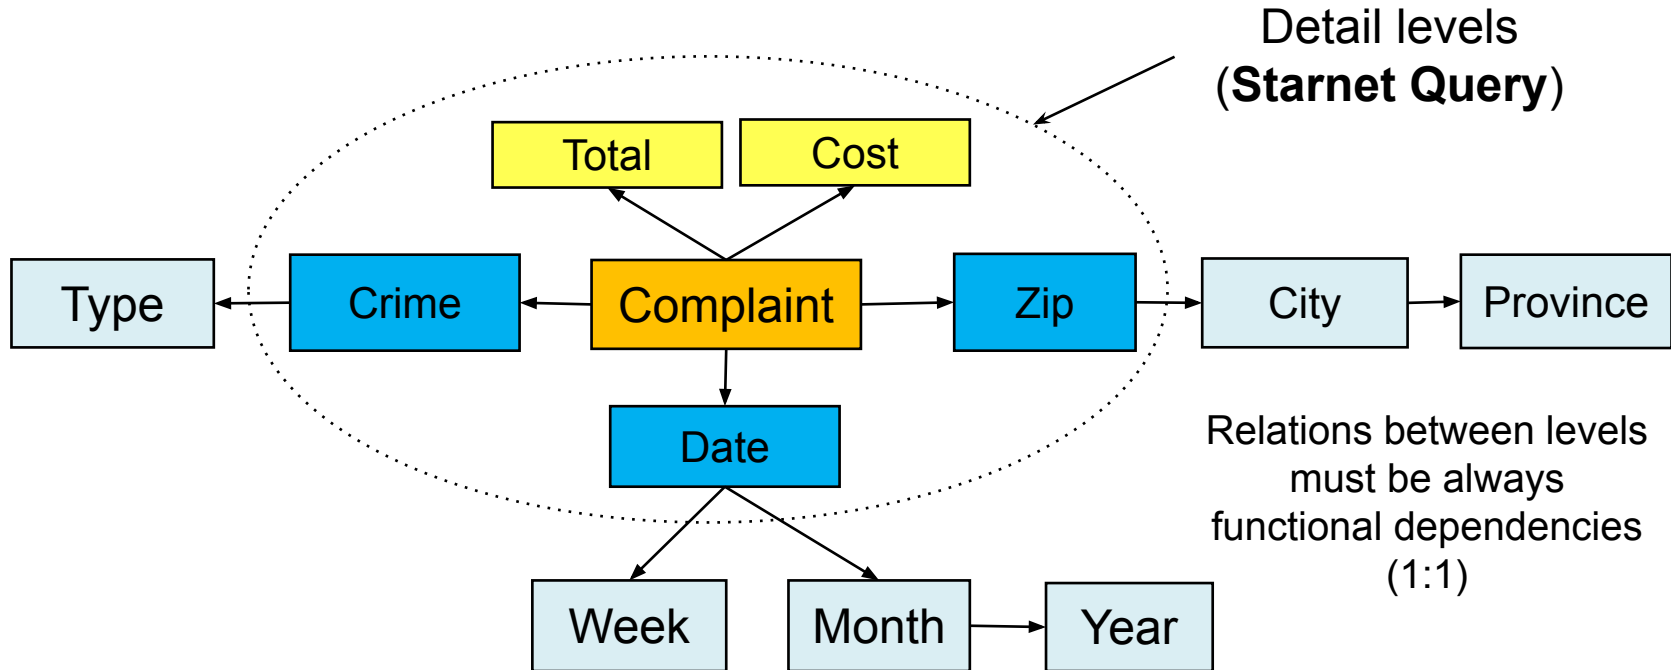 Detail levels
(Starnet Query)
Total
Cost
Type
Crime
Complaint
Zip
City
Province
Date
Relations between levels
must be always
functional dependencies
(1:1)
Week
Month
Year